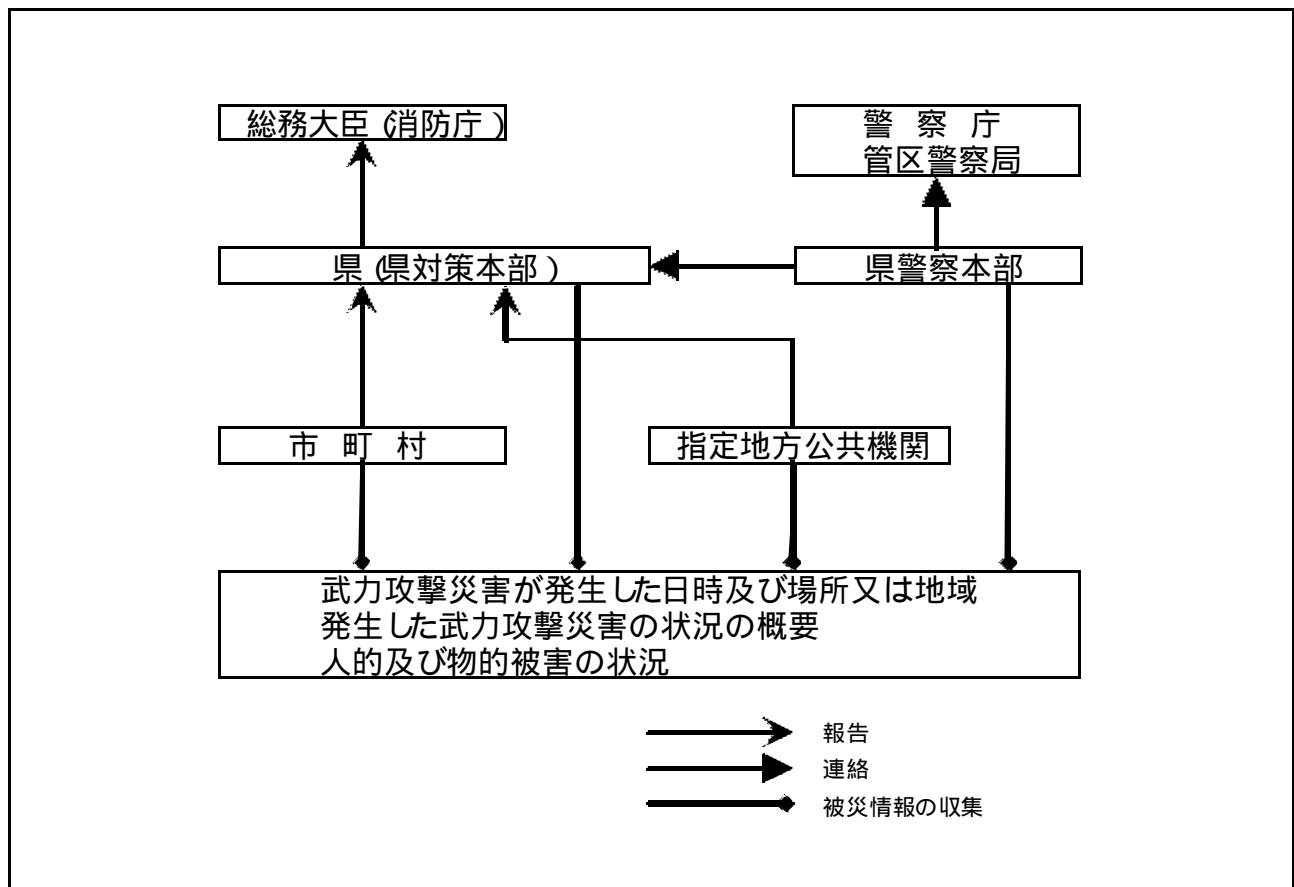 総務大臣（消防庁）
警 察 庁
管区警察局
県（県対策本部）
県警察本部
市 町 村
指定地方公共機関
武力攻撃災害が発生した日時及び場所又は地域
発生した武力攻撃災害の状況の概要
人的及び物的被害の状況
報告
連絡
被災情報の収集